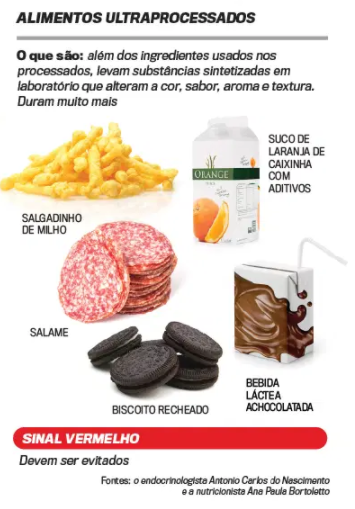 ALIMENTOS ULTRAPROCESSADOS
O que são: além dos ingredientes usados nos
processados, levam substâncias sintetizadas em
laboratório que alteram a cor, sabor, aroma e textura.
Duram muito mais
SUCO DE
LARANJA DE
CAIXINHA
COM
ADITIVOS
ORANGE
SALGADINHO
DE MILHO
SALAME
BISCOITO RECHEADO
BEBIDA
LÁCTEA
ACHOCOLATADA
SINAL VERMELHO
Devem ser evitados
Fontes: o endocrinologista Antonio Carlos do Nascimento
e a nutricionista Ana Paula Bortoletto